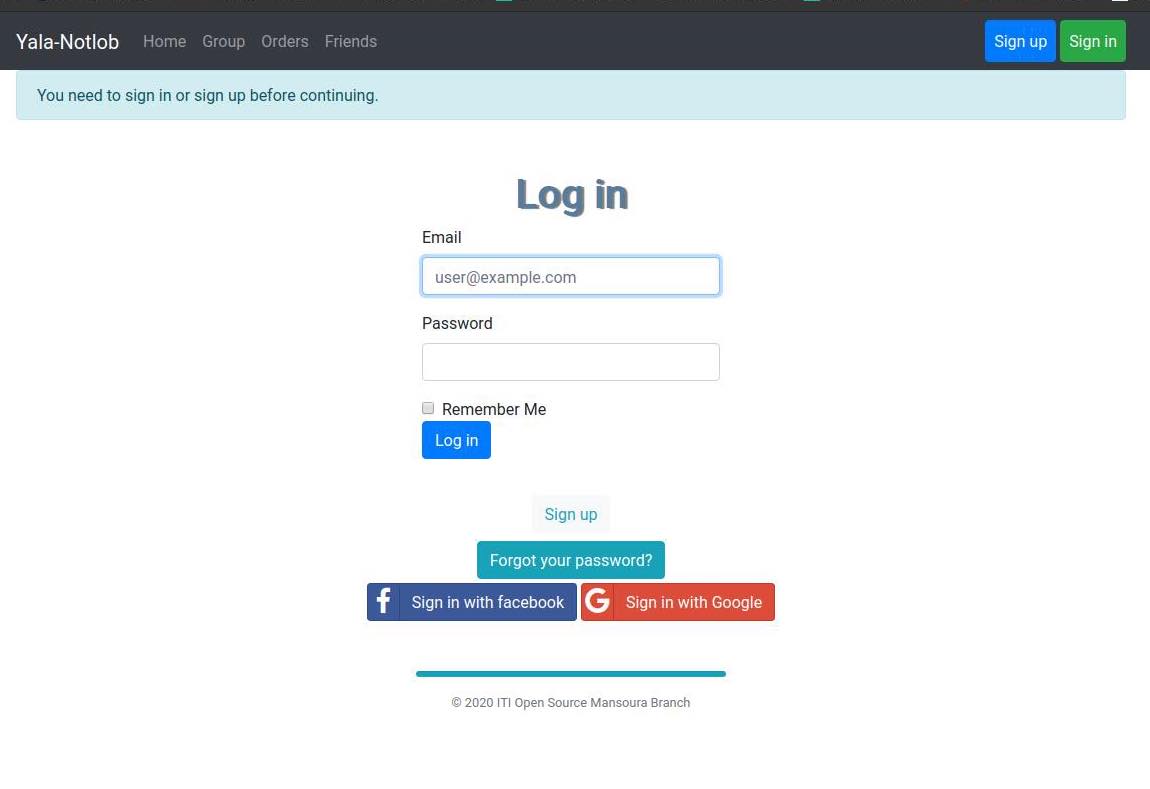 Yala-Notlob Home Group Orders Friends Sign up Sign in
You need to sign in or sign up before continuing.
Log in
Email
user@example.com
Password
Remember Me
Log in
Sign up
Forgot your password?
Sign in with facebook Sign in with Google
© 2020 ITI Open Source Mansoura Branch